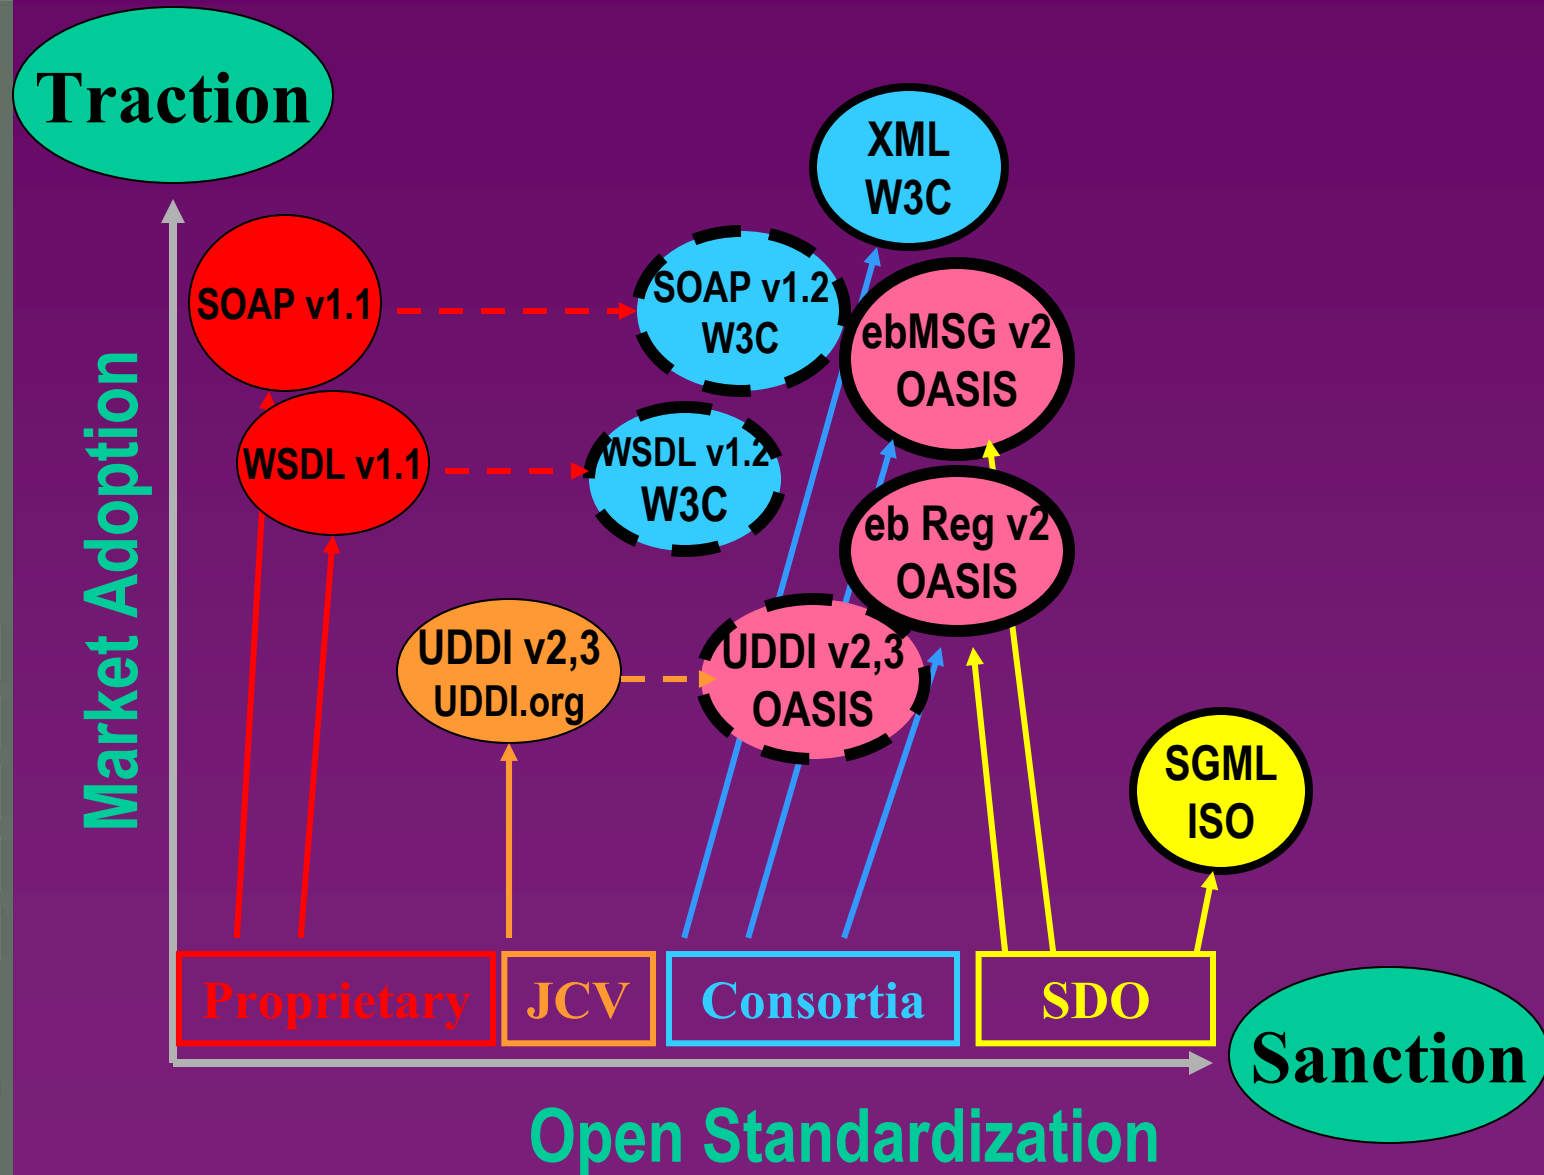 Traction
XML
W3C
SOAP v1.1
SOAP v1.2
W3C
ebMSG v2
OASIS
WSDL v1.1
WSDL v1.2
W3C
eb Reg v2
OASIS
Market Adoption
UDDI v2,3
UDDI.org
UDDI v2,3
OASIS
SGML
ISO
Proprietary
JCV
Consortia
SDO
Sanction
Open Standardization